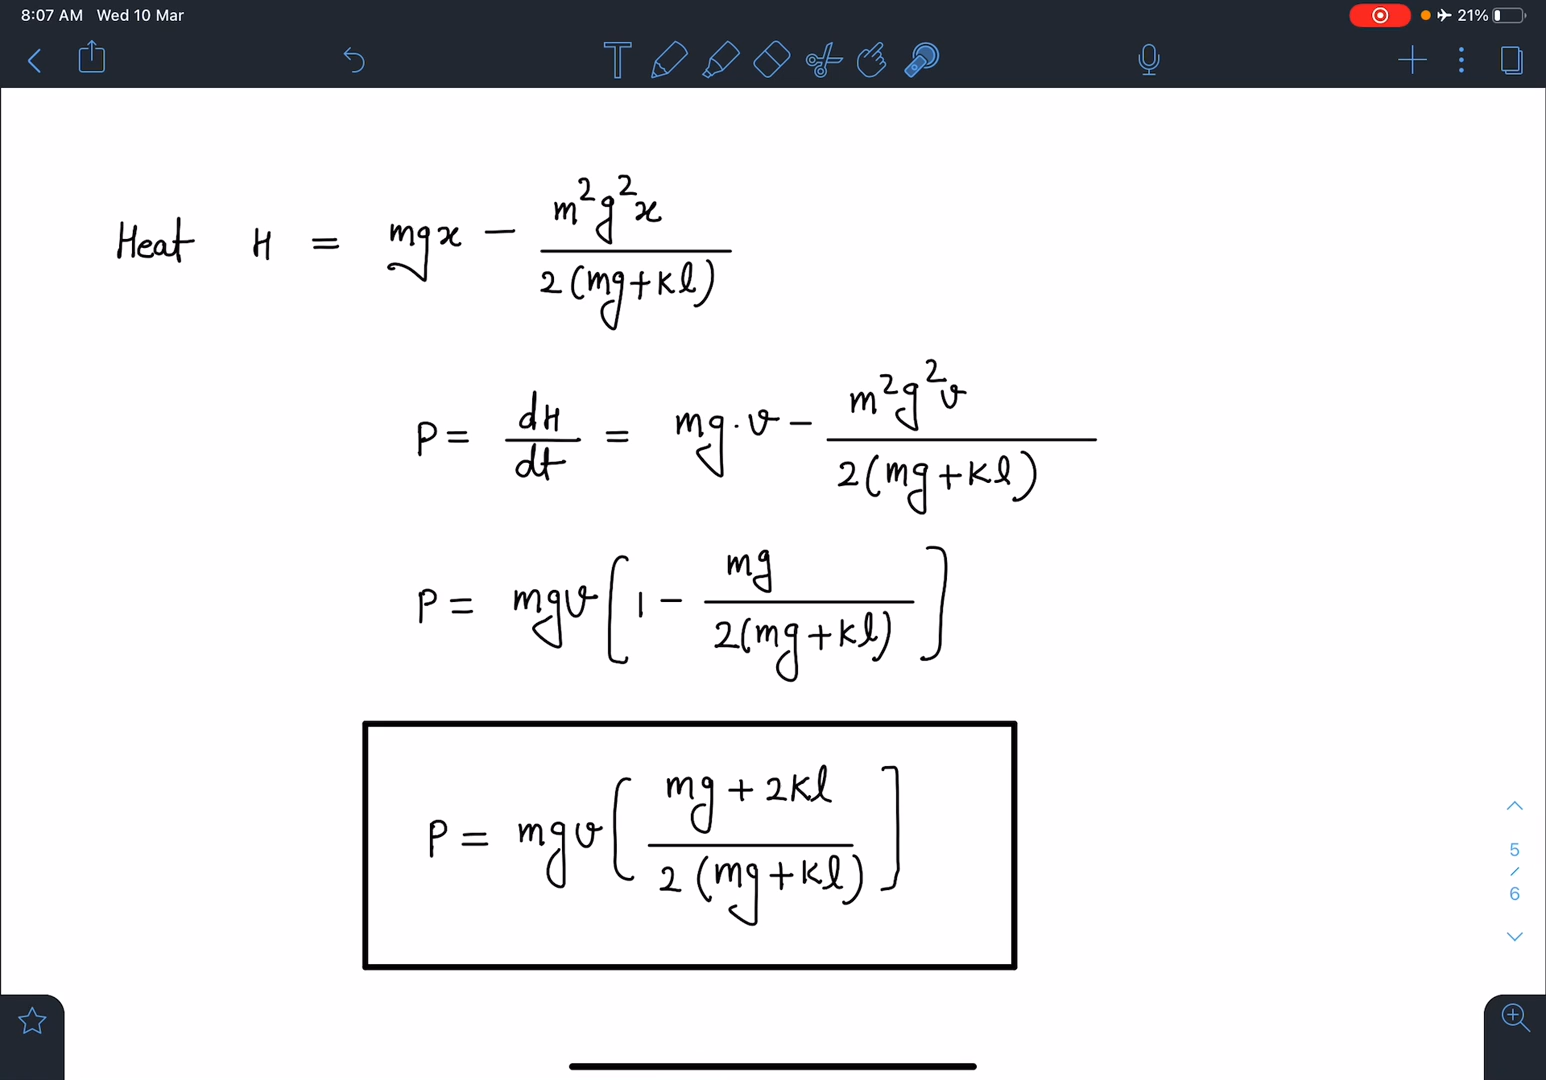 8:07 AM Wed 10 Mar 21%
T
Heat H = mgx - m²g²x / 2(mg+Kl)
P = dH/dt = mg·v - m²g²v / 2(mg+Kl)
P = mgv[1 - mg / 2(mg+Kl)]
P = mgv[mg + 2Kl / 2(mg+Kl)]
5 / 6